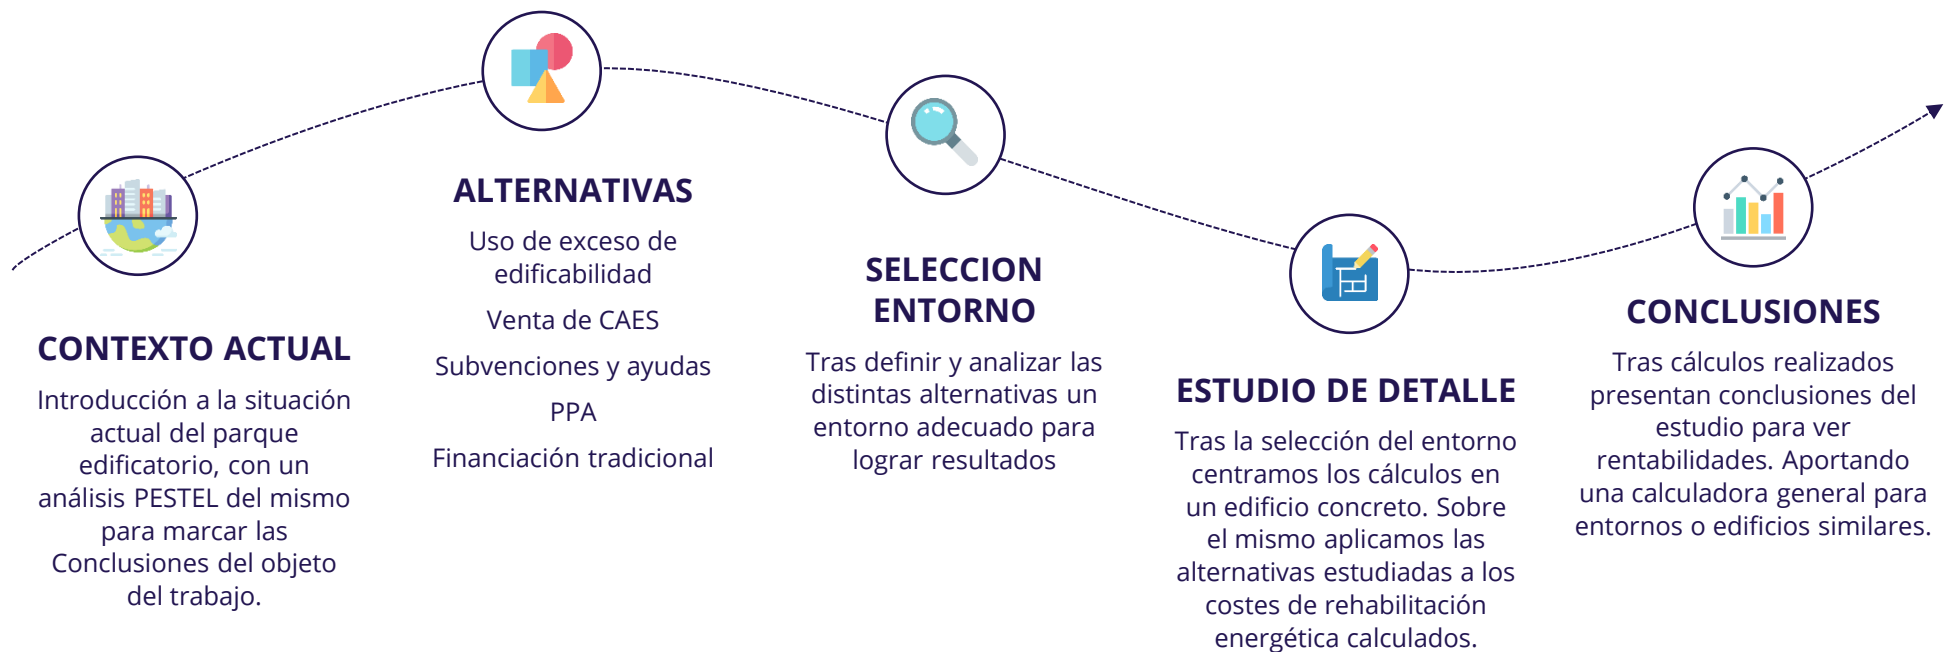 CONTEXTO ACTUAL
Introducción a la situación
actual del parque
edificatorio, con un
análisis PESTEL del mismo
para marcar las
Conclusiones del objeto
del trabajo.
ALTERNATIVAS
Uso de exceso de
edificabilidad
Venta de CAES
Subvenciones y ayudas
PPA
Financiación tradicional
SELECCION
ENTORNO
Tras definir y analizar las
distintas alternativas un
entorno adecuado para
lograr resultados
ESTUDIO DE DETALLE
Tras la selección del entorno
centramos los cálculos en
un edificio concreto. Sobre
el mismo aplicamos las
alternativas estudiadas a los
costes de rehabilitación
energética calculados.
CONCLUSIONES
Tras cálculos realizados
presentan conclusiones del
estudio para ver
rentabilidades. Aportando
una calculadora general para
entornos o edificios similares.